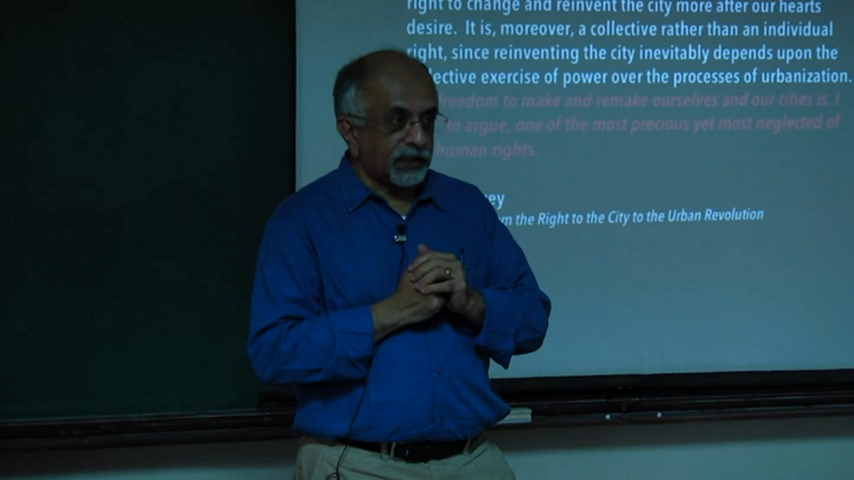 right to change and reinvent the city more after our hearts
desire. It is, moreover, a collective rather than an individual
right, since reinventing the city inevitably depends upon the
lective exercise of power over the processes of urbanization.
reedom to make and remake ourselves and our cities is, I
to argue, one of the most precious yet most neglected of
human rights.
vey
m the Right to the City to the Urban Revolution